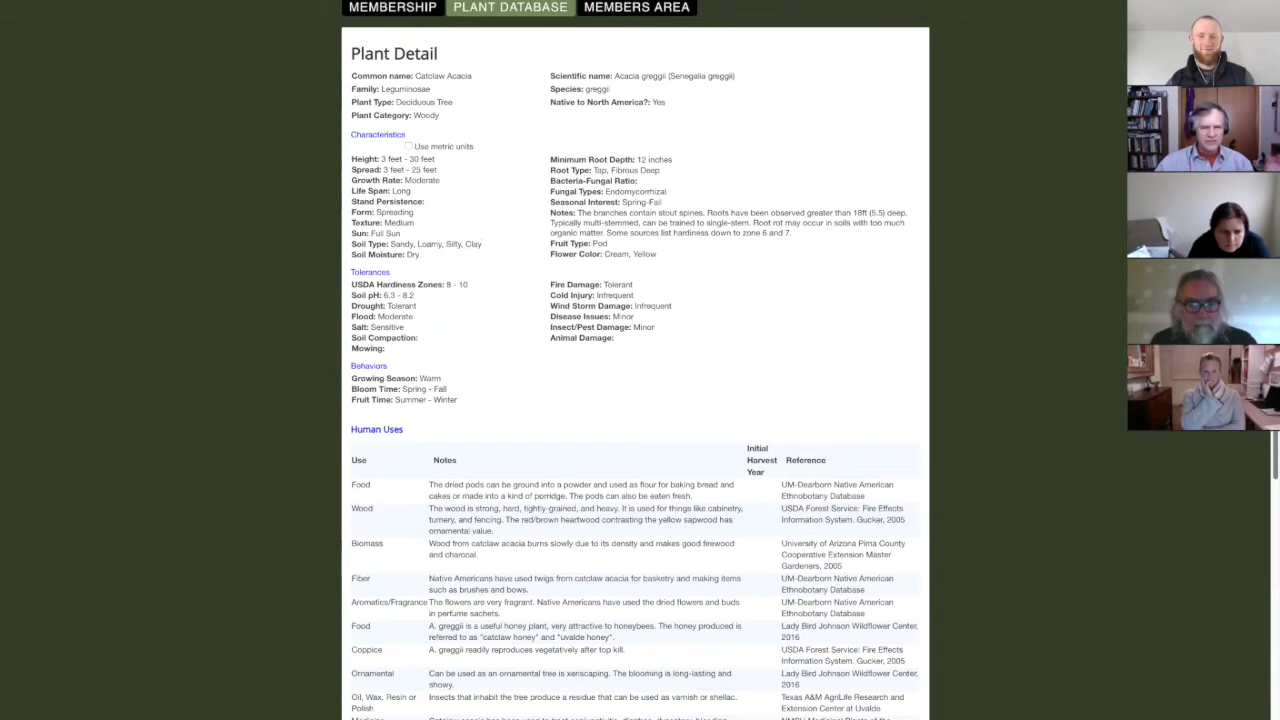 MEMBERSHIP PLANT DATABASE MEMBERS AREA
Plant Detail
Common name: Catclaw Acacia
Scientific name: Acacia greggii (Senegalia greggii)
Family: Leguminosae
Species: greggii
Plant Type: Deciduous Tree
Native to North America?: Yes
Plant Category: Woody
Characteristics
Use metric units
Height: 3 feet - 30 feet
Spread: 3 feet - 25 feet
Growth Rate: Moderate
Life Span: Long
Stand Persistence:
Form: Spreading
Texture: Medium
Sun: Full Sun
Soil Type: Sandy, Loamy, Silty, Clay
Soil Moisture: Dry
Minimum Root Depth: 12 inches
Root Type: Tap, Fibrous Deep
Bacteria-Fungal Ratio:
Fungal Types: Endomycorrhizal
Seasonal Interest: Spring-Fall
Notes: The branches contain stout spines. Roots have been observed greater than 18ft (5.5) deep.
Typically multi-stemmed, can be trained to single-stem. Root rot may occur in soils with too much
organic matter. Some sources list hardiness down to zone 6 and 7.
Fruit Type: Pod
Flower Color: Cream, Yellow
Tolerances
USDA Hardiness Zones: 8 - 10
Soil pH: 6.3 - 8.2
Drought: Tolerant
Flood: Moderate
Salt: Sensitive
Soil Compaction:
Mowing:
Fire Damage: Tolerant
Cold Injury: Infrequent
Wind Storm Damage: Infrequent
Disease Issues: Minor
Insect/Pest Damage: Minor
Animal Damage:
Behaviors
Growing Season: Warm
Bloom Time: Spring - Fall
Fruit Time: Summer - Winter
Human Uses
Use Notes Initial Harvest Year Reference
Food
The dried pods can be ground into a powder and used as flour for baking bread and
cakes or made into a kind of porridge. The pods can also be eaten fresh.
UM-Dearborn Native American
Ethnobotany Database
Wood
The wood is strong, hard, tightly-grained, and heavy. It is used for things like cabinetry,
turnery, and fencing. The red/brown heartwood contrasting the yellow sapwood has
ornamental value.
USDA Forest Service: Fire Effects
Information System. Gucker, 2005
Biomass
Wood from catclaw acacia burns slowly due to its density and makes good firewood
and charcoal.
University of Arizona Pima County
Cooperative Extension Master
Gardeners, 2005
Fiber
Native Americans have used twigs from catclaw acacia for basketry and making items
such as brushes and bows.
UM-Dearborn Native American
Ethnobotany Database
Aromatics/Fragrance
The flowers are very fragrant. Native Americans have used the dried flowers and buds
in perfume sachets.
UM-Dearborn Native American
Ethnobotany Database
Food
A. greggii is a useful honey plant, very attractive to honeybees. The honey produced is
referred to as "catclaw honey" and "uvalde honey".
Lady Bird Johnson Wildflower Center,
2016
Coppice
A. greggii readily reproduces vegetatively after top kill.
USDA Forest Service: Fire Effects
Information System. Gucker, 2005
Ornamental
Can be used as an ornamental tree is xeriscaping. The blooming is long-lasting and
showy.
Lady Bird Johnson Wildflower Center,
2016
Oil, Wax, Resin or
Polish
Insects that inhabit the tree produce a residue that can be used as varnish or shellac.
Texas A&M AgriLife Research and
Extension Center at Uvalde